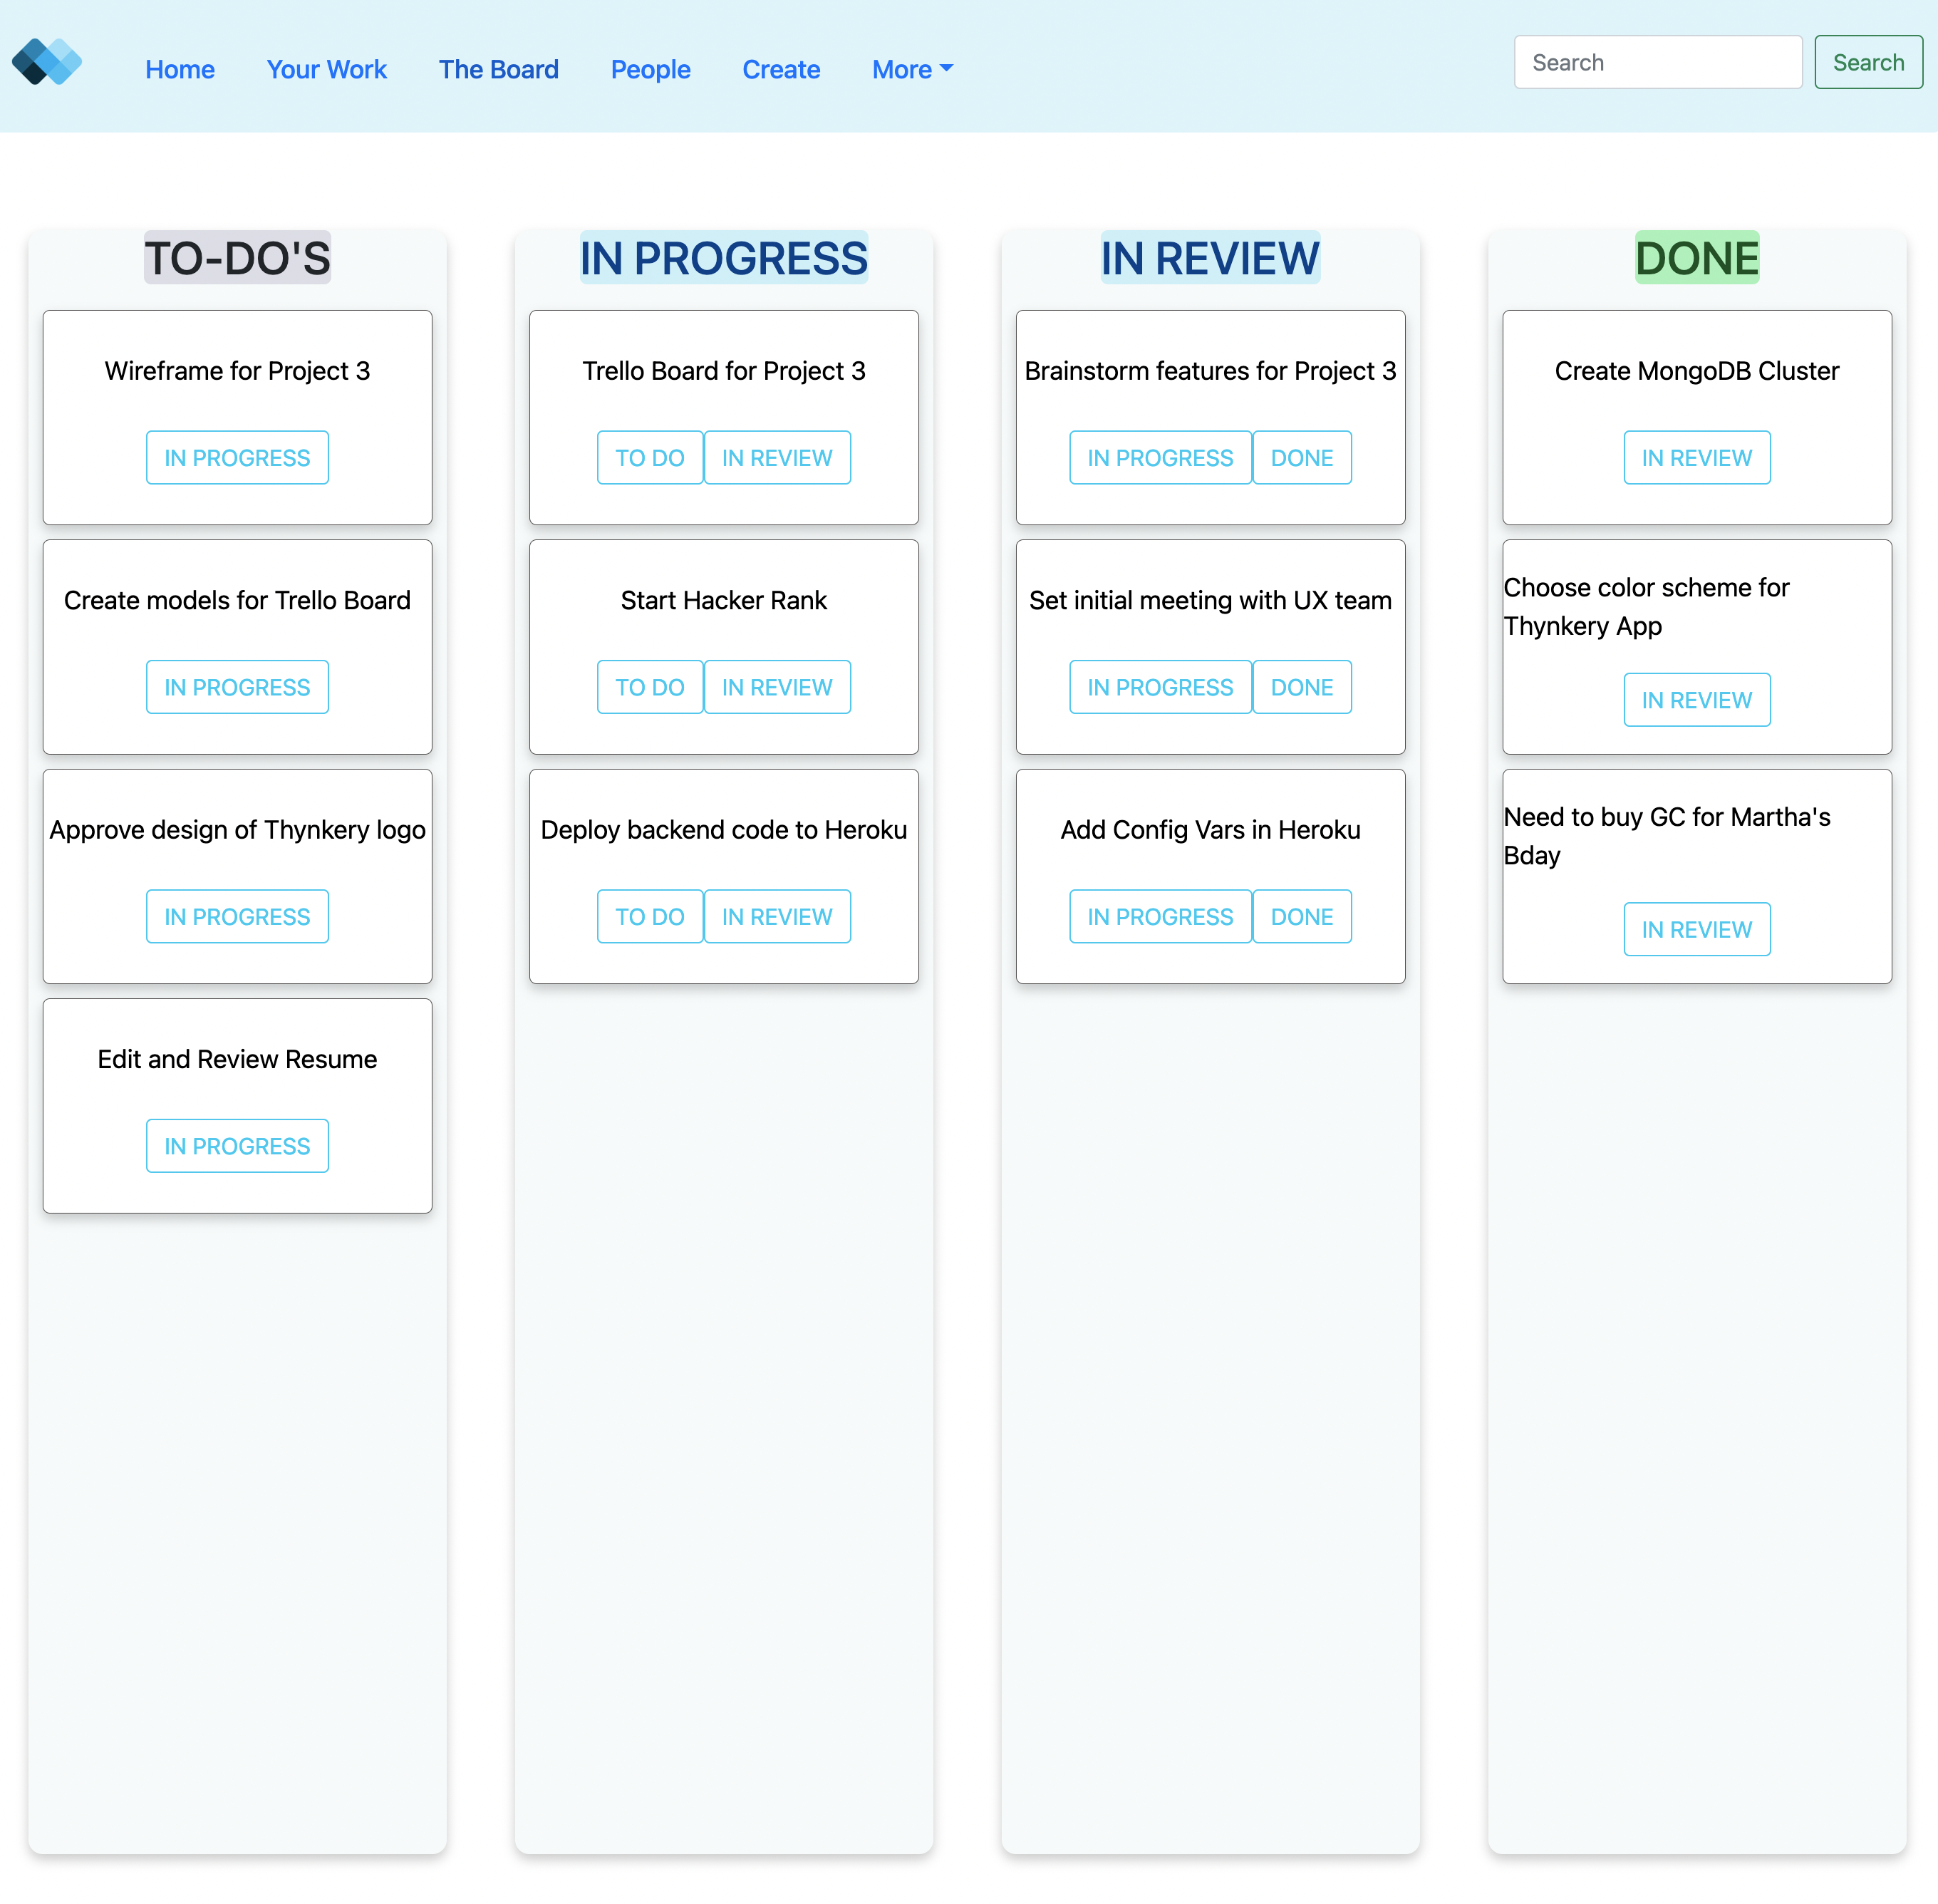 Home
Your Work
The Board
People
Create
More
Search
Search
TO-DO'S
Wireframe for Project 3
IN PROGRESS
Create models for Trello Board
IN PROGRESS
Approve design of Thynkery logo
IN PROGRESS
Edit and Review Resume
IN PROGRESS
IN PROGRESS
Trello Board for Project 3
TO DO
IN REVIEW
Start Hacker Rank
TO DO
IN REVIEW
Deploy backend code to Heroku
TO DO
IN REVIEW
IN REVIEW
Brainstorm features for Project 3
IN PROGRESS
DONE
Set initial meeting with UX team
IN PROGRESS
DONE
Add Config Vars in Heroku
IN PROGRESS
DONE
DONE
Create MongoDB Cluster
IN REVIEW
Choose color scheme for
Thynkery App
IN REVIEW
Need to buy GC for Martha's
Bday
IN REVIEW